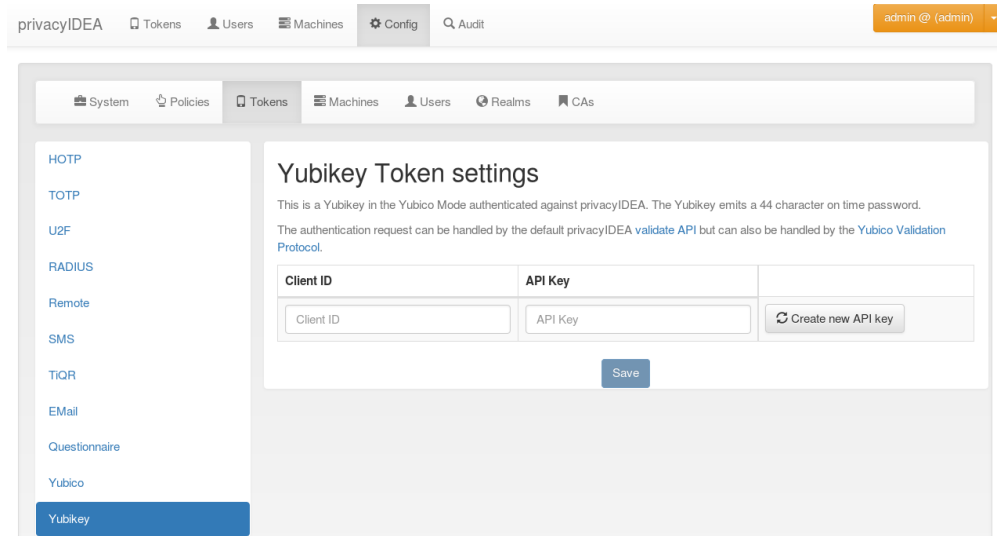 privacyIDEA Tokens Users Machines Config Audit admin @ (admin)
System Policies Tokens Machines Users Realms CAs
HOTP
TOTP
U2F
RADIUS
Remote
SMS
TiQR
EMail
Questionnaire
Yubico
Yubikey
Yubikey Token settings
This is a Yubikey in the Yubico Mode authenticated against privacyIDEA. The Yubikey emits a 44 character on time password.
The authentication request can be handled by the default privacyIDEA validate API but can also be handled by the Yubico Validation
Protocol.
Client ID API Key
Client ID API Key Create new API key
Save